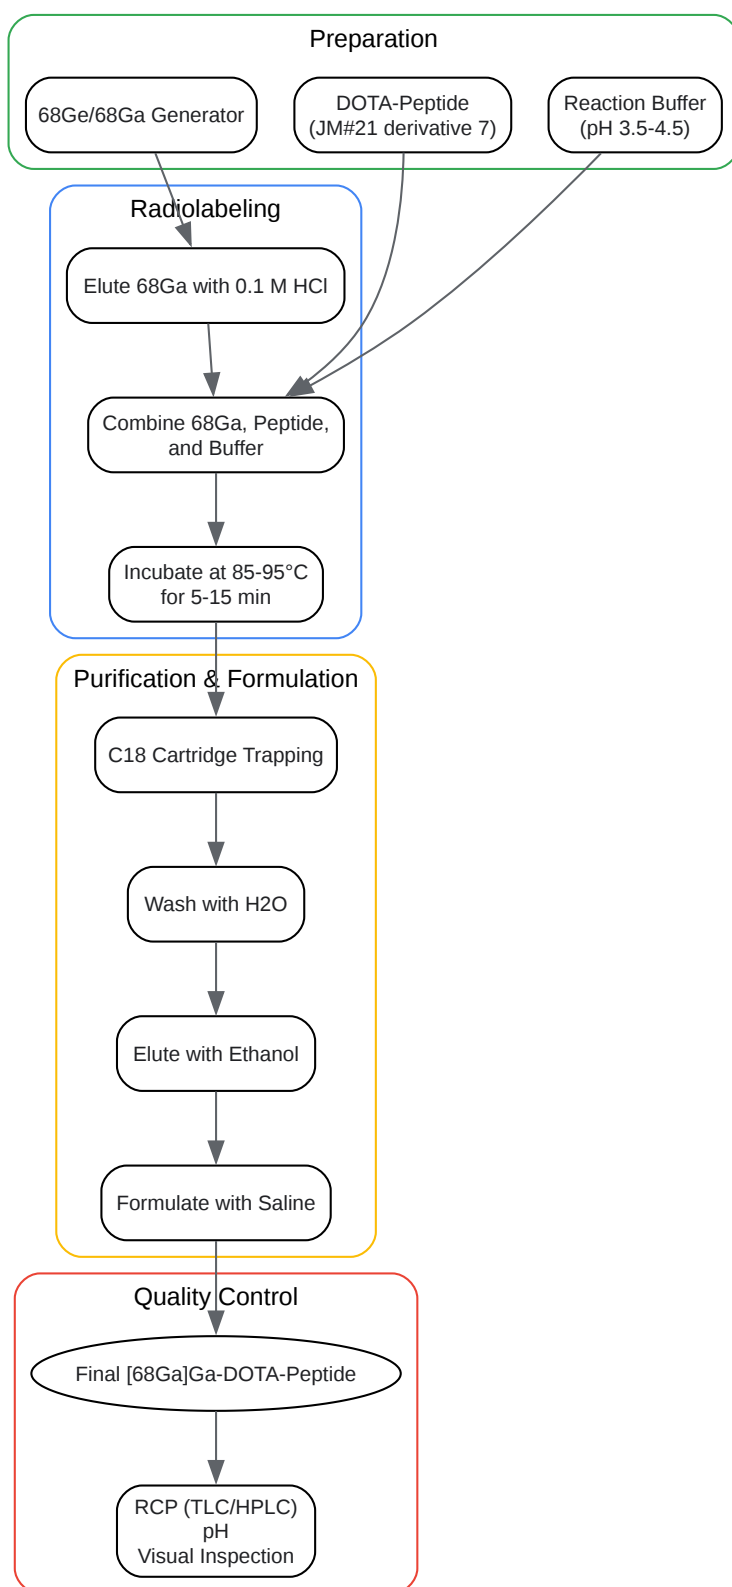 Preparation
68Ge/68Ga Generator
DOTA-Peptide
(JM#21 derivative 7)
Reaction Buffer
(pH 3.5-4.5)
Radiolabeling
Elute 68Ga with 0.1 M HCl
Combine 68Ga, Peptide,
and Buffer
Incubate at 85-95°C
for 5-15 min
Purification & Formulation
C18 Cartridge Trapping
Wash with H2O
Elute with Ethanol
Formulate with Saline
Quality Control
Final [68Ga]Ga-DOTA-Peptide
RCP (TLC/HPLC)
pH
Visual Inspection